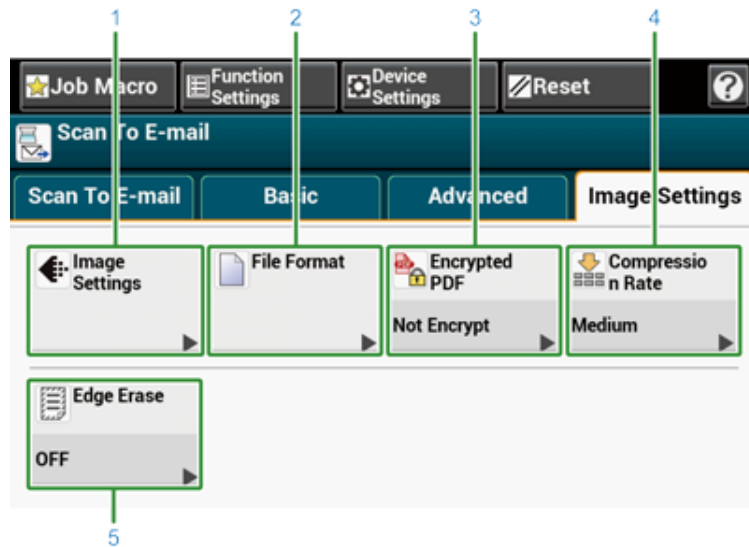 1 2 3 4
Job Macro Function Settings Device Settings Reset ?
Scan To E-mail
Scan To E-mail Basic Advanced Image Settings
Image Settings
File Format
Encrypted PDF
Not Encrypt
Compressio
n Rate
Medium
Edge Erase
OFF
5